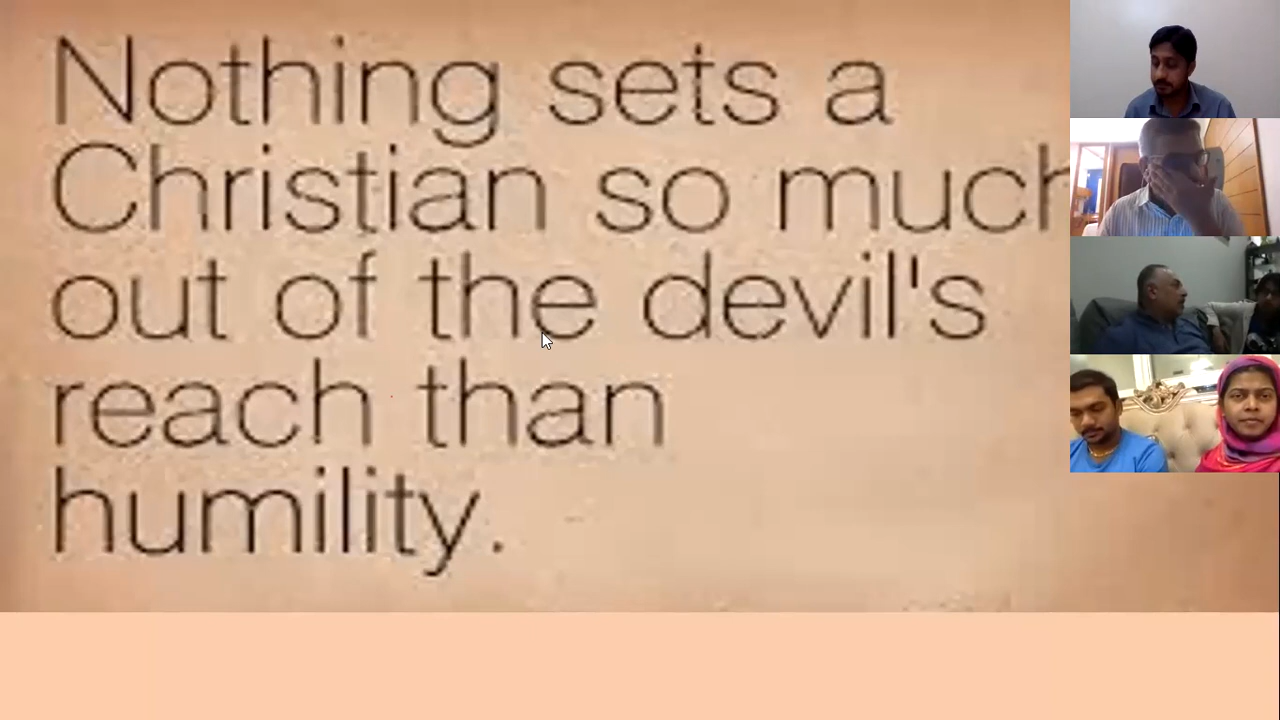 Nothing sets a
Christian so much
out of the devil's
reach than
humility.